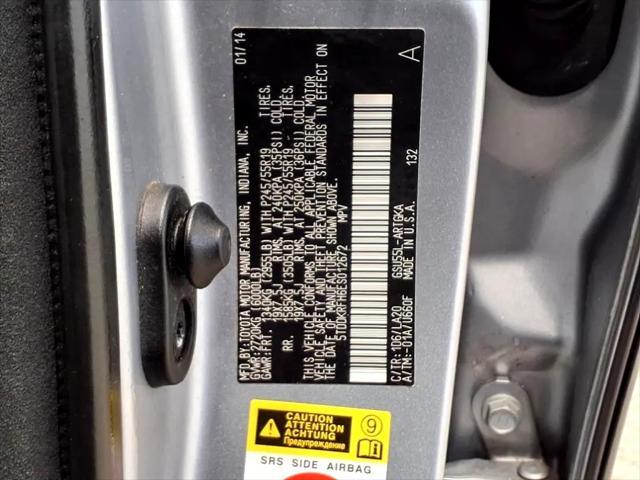 MFD.BY:TOYOTA MOTOR MANUFACTURING, INDIANA, INC. 01/14
GVWR:2720KG(6000LB)
GAWR:FRT. 1347KG(2955LB) WITH P245/55R19 TIRES.
19X7.5J RIMS, AT 240KPA(35PSI) COLD.
RR. 1585KG(3505LB) WITH P245/55R19 TIRES.
19X7.5J RIMS, AT 250KPA(36PSI) COLD.
THIS VEHICLE CONFORMS TO ALL APPLICABLE FEDERAL MOTOR
VEHICLE SAFETY AND THEFT PREVENTION STANDARDS IN EFFECT ON
THE DATE OF MANUFACTURE SHOWN ABOVE.
5TDDKRFH6ES012672 MPV
C/TR:1D6/LA20 GSU55L-ARTGKA
A/TM:-01A/U660F MADE IN U.S.A. 132 A
CAUTION
ATTENTION
ACHTUNG
Предупреждение
9
SRS SIDE AIRBAG